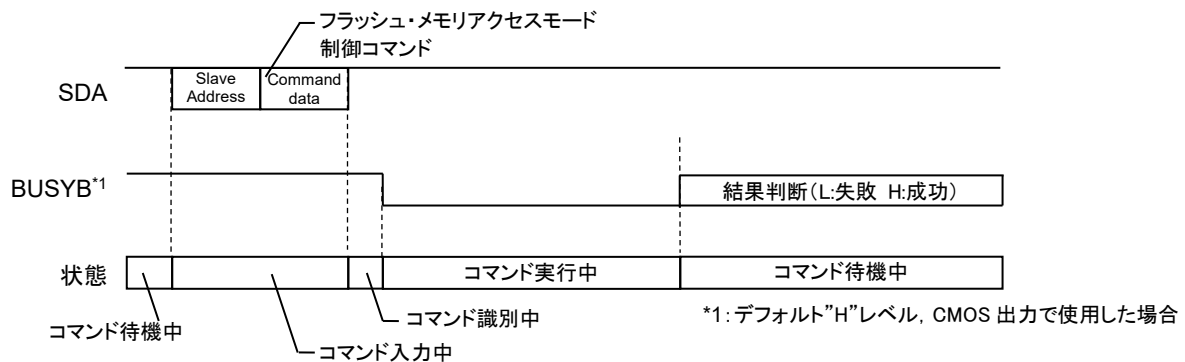 フラッシュ・メモリアクセスモード
制御コマンド
SDA
Slave
Address
Command
data
BUSYB*1
結果判断(L:失敗 H:成功)
状態
コマンド実行中
コマンド待機中
コマンド待機中
コマンド識別中
*1:デフォルト”H”レベル, CMOS 出力で使用した場合
コマンド入力中